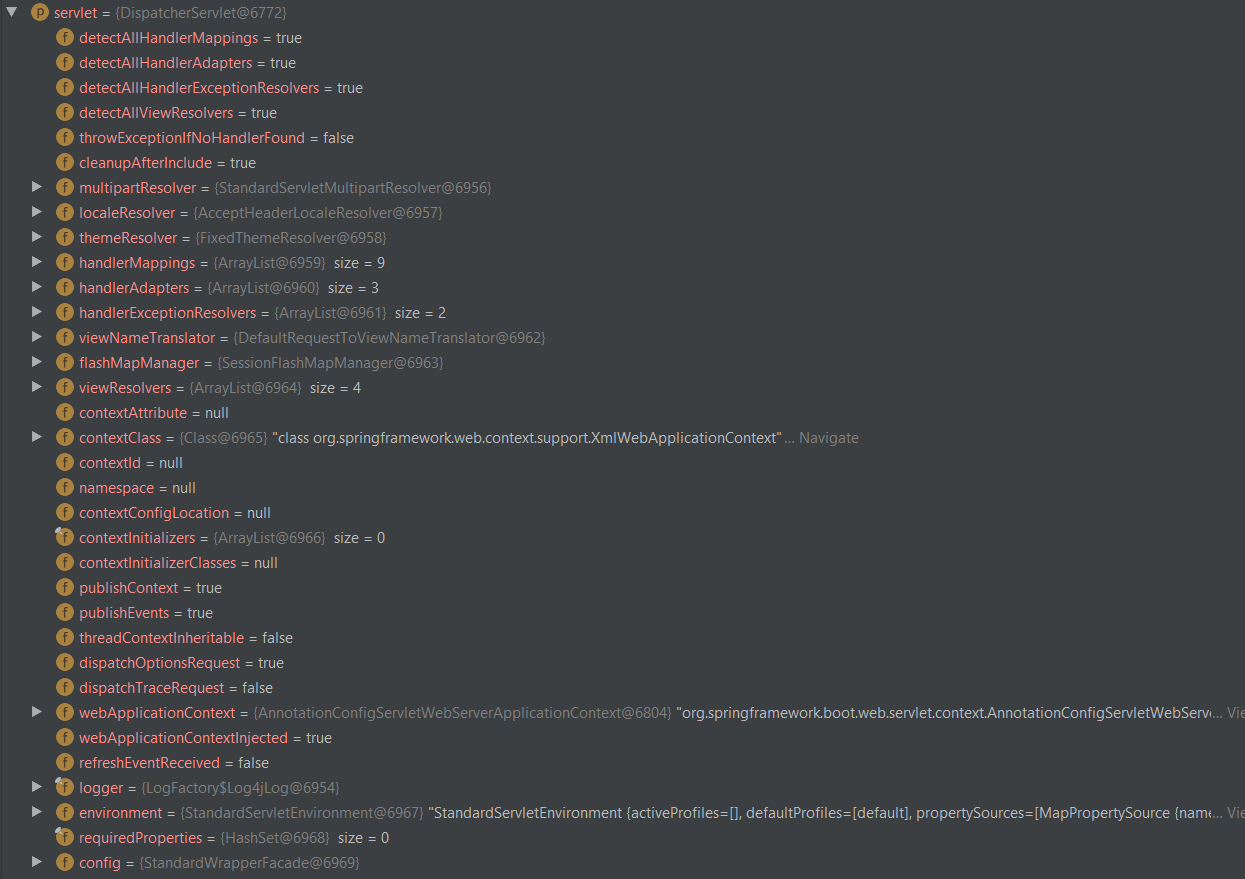 p servlet = {DispatcherServlet@6772}
f detectAllHandlerMappings = true
f detectAllHandlerAdapters = true
f detectAllHandlerExceptionResolvers = true
f detectAllViewResolvers = true
f throwExceptionIfNoHandlerFound = false
f cleanupAfterInclude = true
f multipartResolver = {StandardServletMultipartResolver@6956}
f localeResolver = {AcceptHeaderLocaleResolver@6957}
f themeResolver = {FixedThemeResolver@6958}
f handlerMappings = {ArrayList@6959} size = 9
f handlerAdapters = {ArrayList@6960} size = 3
f handlerExceptionResolvers = {ArrayList@6961} size = 2
f viewNameTranslator = {DefaultRequestToViewNameTranslator@6962}
f flashMapManager = {SessionFlashMapManager@6963}
f viewResolvers = {ArrayList@6964} size = 4
f contextAttribute = null
f contextClass = {Class@6965} "class org.springframework.web.context.support.XmlWebApplicationContext"... Navigate
f contextId = null
f namespace = null
f contextConfigLocation = null
f contextInitializers = {ArrayList@6966} size = 0
f contextInitializerClasses = null
f publishContext = true
f publishEvents = true
f threadContextInheritable = false
f dispatchOptionsRequest = true
f dispatchTraceRequest = false
f webApplicationContext = {AnnotationConfigServletWebServerApplicationContext@6804} "org.springframework.boot.web.servlet.context.AnnotationConfigServletWebServe... Vie
f webApplicationContextInjected = true
f refreshEventReceived = false
f logger = {LogFactory$Log4jLog@6954}
f environment = {StandardServletEnvironment@6967} "StandardServletEnvironment {activeProfiles=[], defaultProfiles=[default], propertySources=[MapPropertySource {name... Vie
f requiredProperties = {HashSet@6968} size = 0
f config = {StandardWrapperFacade@6969}